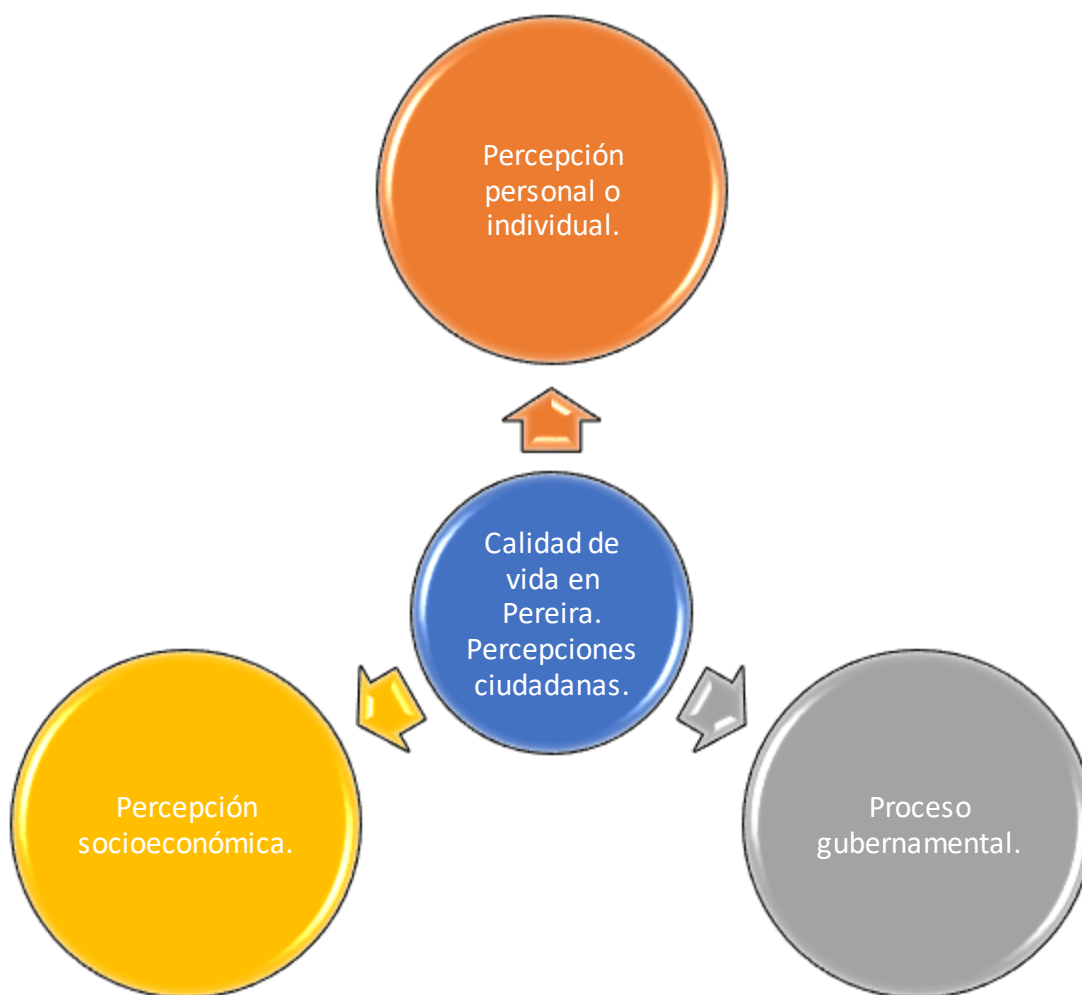 Percepción
personal o
individual.
Calidad de
vida en
Pereira.
Percepciones
ciudadanas.
Percepción
socioeconómica.
Proceso
gubernamental.